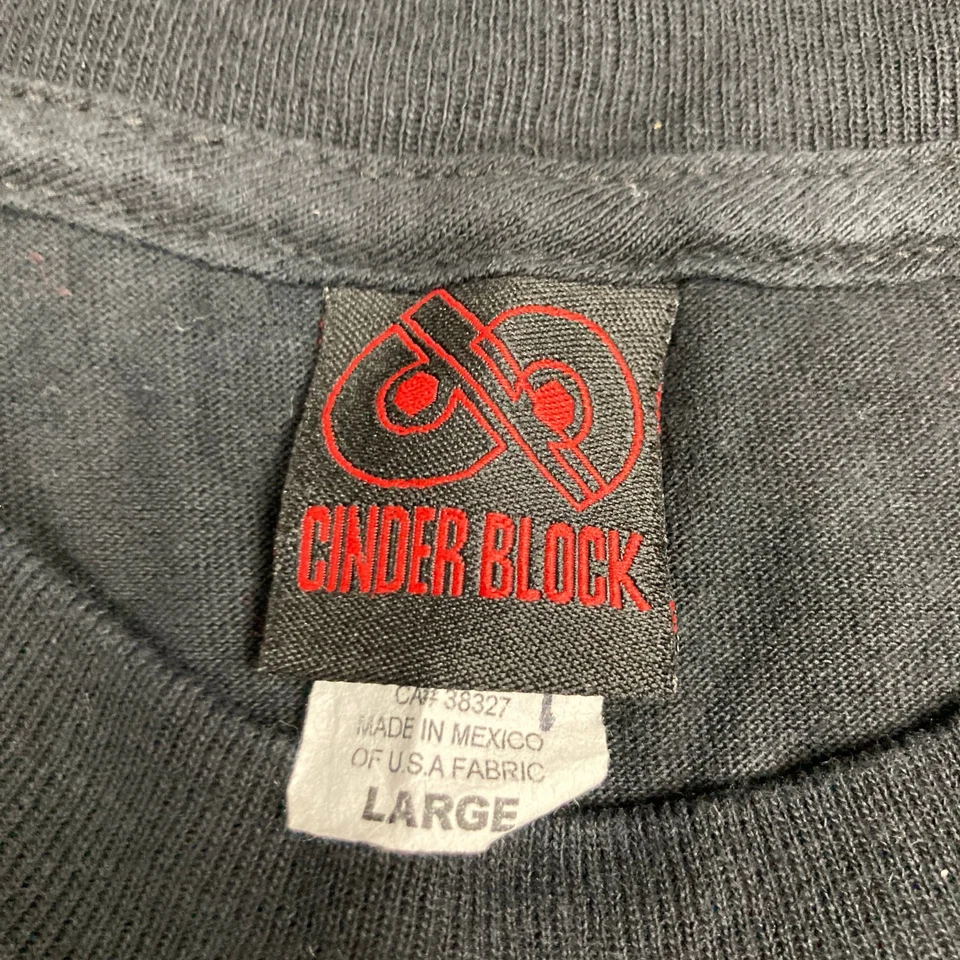 CINDER BLOCK
CA# 38327
MADE IN MEXICO
OF U.S.A FABRIC
LARGE